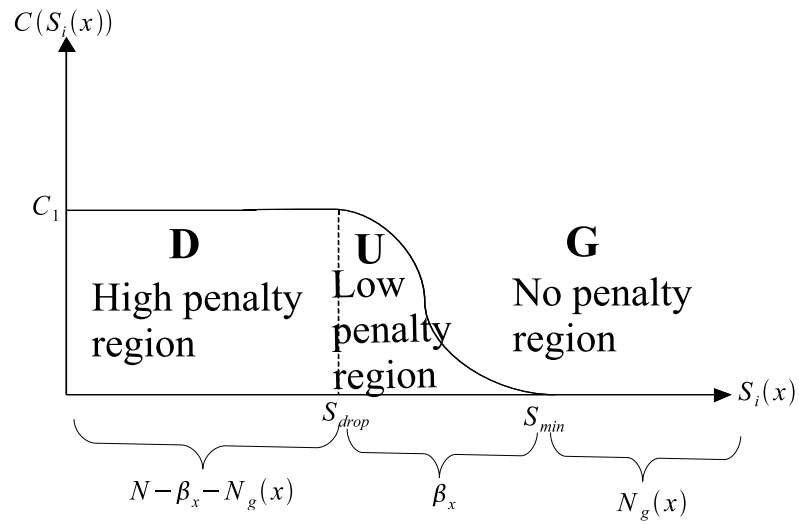 C(S_i(x))
C_1
D
High penalty
region
U
Low
penalty
region
G
No penalty
region
S_i(x)
S_drop
S_min
N−β_x−N_g(x)
β_x
N_g(x)